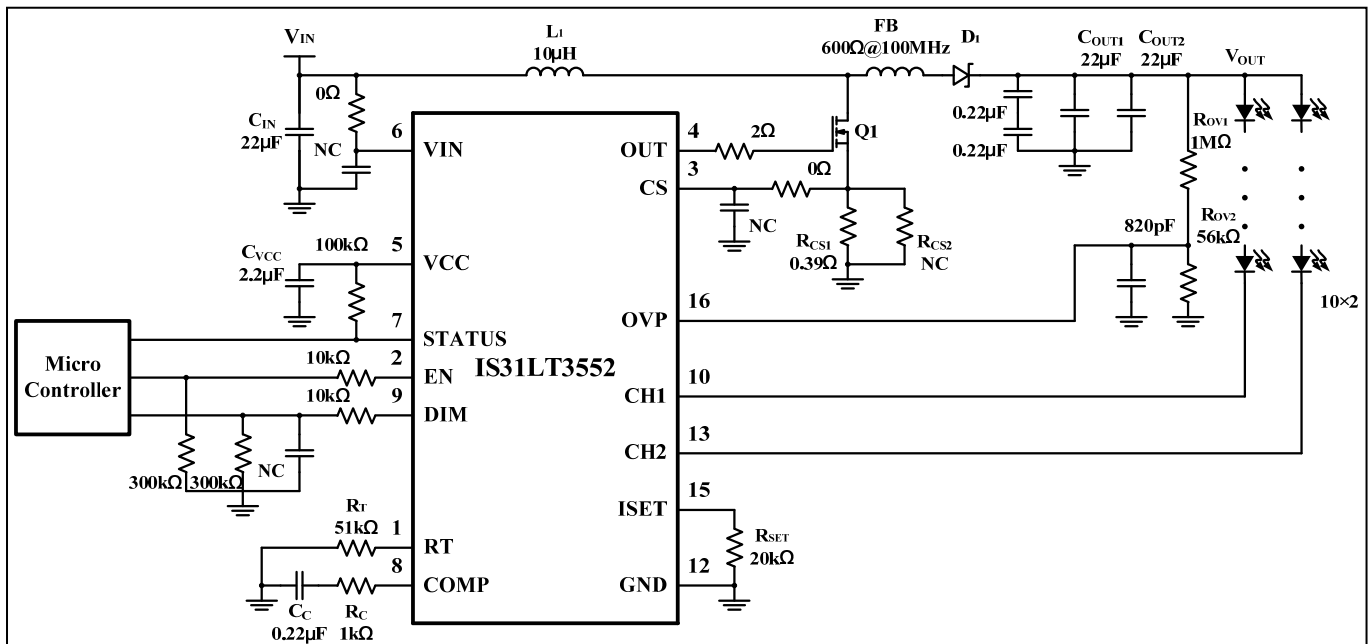 VIN
L1
10µH
FB
600Ω@100MHz
D1
COUT1
22µF
COUT2
22µF
VOUT
0Ω
CIN
22µF
NC
6
VIN
OUT
4
2Ω
Q1
0.22µF
0.22µF
ROV1
1MΩ
3
CS
0Ω
NC
RCS1
0.39Ω
RCS2
NC
CVCC
2.2µF
100kΩ
5
VCC
820pF
ROV2
56kΩ
16
OVP
10×2
Micro
Controller
7
STATUS
IS31LT3552
10kΩ
2
EN
10kΩ
9
DIM
10
CH1
13
CH2
300kΩ
300kΩ
NC
15
ISET
RSET
20kΩ
RT
51kΩ
1
RT
8
COMP
12
GND
CC
0.22µF
RC
1kΩ